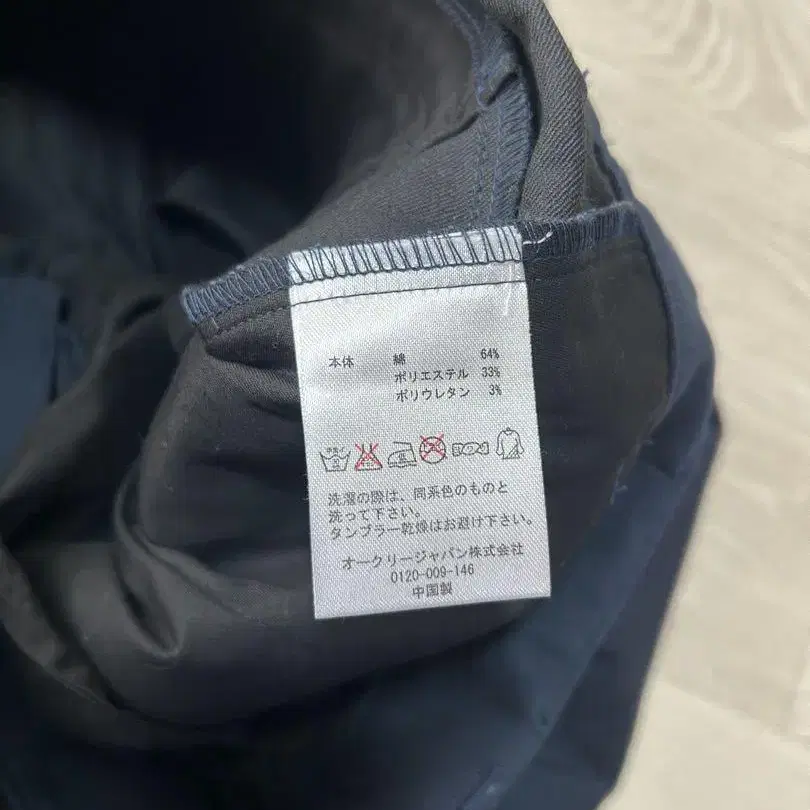 本体 綿 64%
ポリエステル 33%
ポリウレタン 3%
洗濯の際は、同系色のものと
洗って下さい。
タンブラー乾燥はお避け下さい。
オークリージャパン株式会社
0120-009-146
中国製